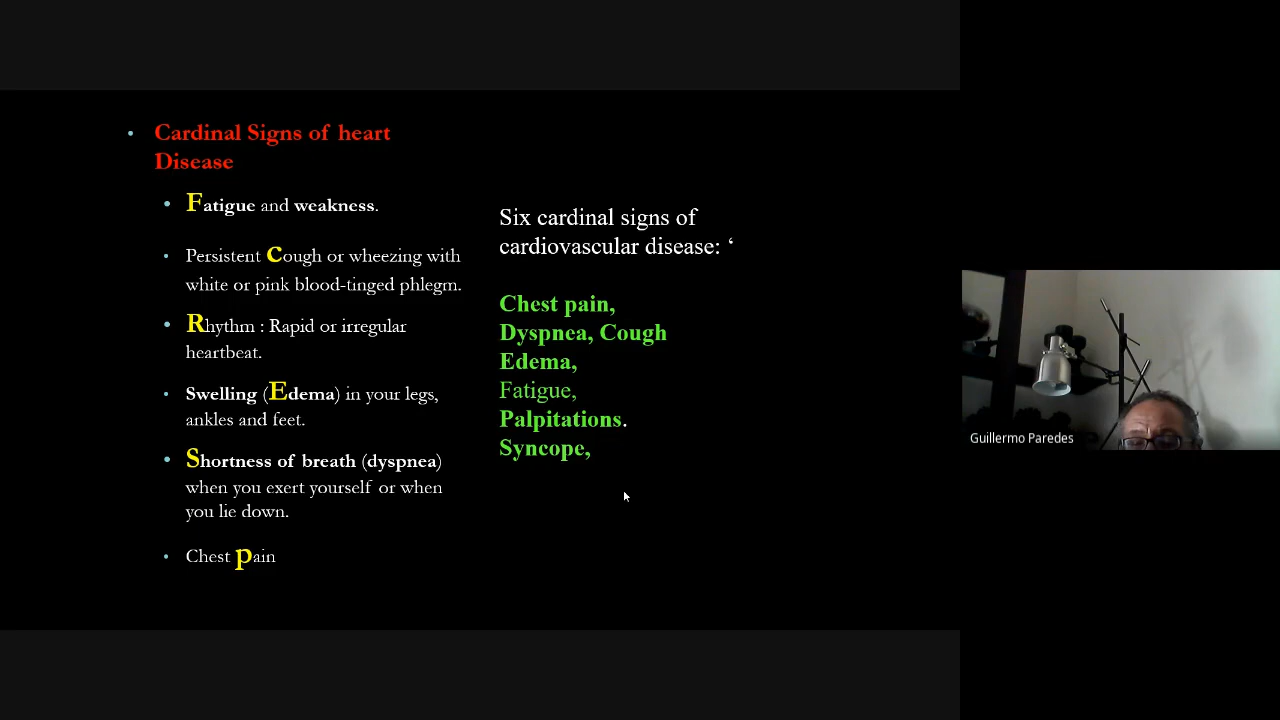 • Cardinal Signs of heart
Disease
• Fatigue and weakness.
• Persistent cough or wheezing with
white or pink blood-tinged phlegm.
• Rhythm : Rapid or irregular
heartbeat.
• Swelling (Edema) in your legs,
ankles and feet.
• Shortness of breath (dyspnea)
when you exert yourself or when
you lie down.
• Chest pain
Six cardinal signs of
cardiovascular disease: ‘
Chest pain,
Dyspnea, Cough
Edema,
Fatigue,
Palpitations.
Syncope,
Guillermo Paredes